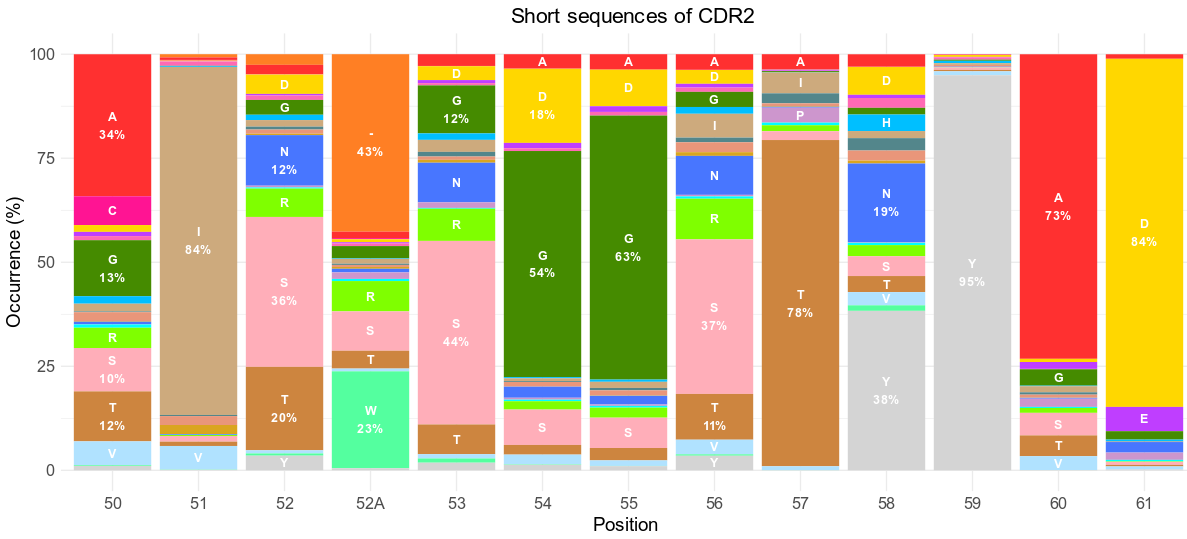 Short sequences of CDR2
Occurrence (%)
100
75
50
25
0
A
34%
C
G
13%
R
S
10%
T
12%
V
I
84%
V
D
G
N
12%
R
S
36%
T
20%
Y
-
43%
R
S
T
W
23%
D
G
12%
N
R
S
44%
T
A
D
18%
G
54%
S
A
D
G
63%
S
A
D
G
I
N
R
S
37%
T
11%
V
Y
A
I
P
T
78%
D
H
N
19%
S
T
V
Y
38%
Y
95%
A
73%
G
S
T
V
D
84%
E
50 51 52 52A 53 54 55 56 57 58 59 60 61
Position